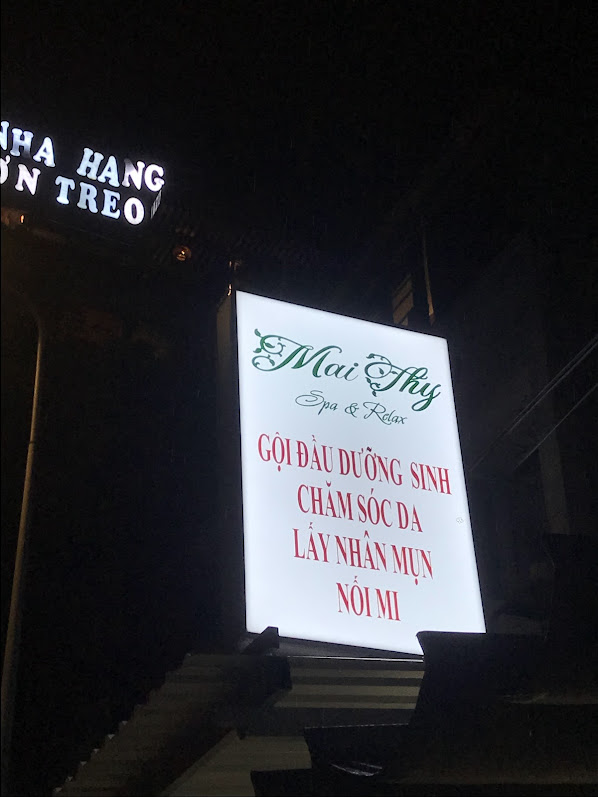 NHA HANG
ƠN TREO
Mai Thy
Spa & Relax
GỘI ĐẦU DƯỠNG SINH
CHĂM SÓC DA
LẤY NHÂN MỤN
NỐI MI